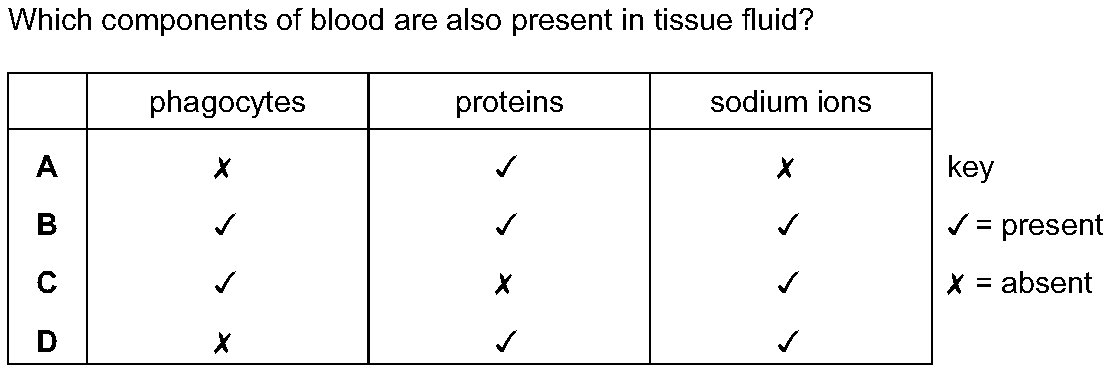 Which components of blood are also present in tissue fluid?
phagocytes proteins sodium ions
A ✗ ✓ ✗ key
B ✓ ✓ ✓ ✓ = present
C ✓ ✗ ✓ ✗ = absent
D ✗ ✓ ✓